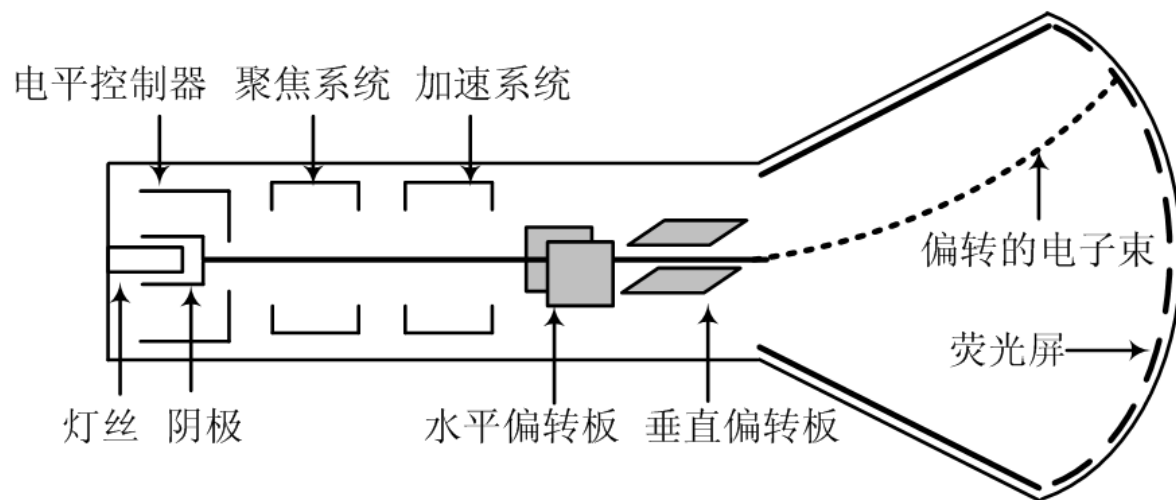 电平控制器
聚焦系统
加速系统
偏转的电子束
荧光屏
灯丝
阴极
水平偏转板
垂直偏转板